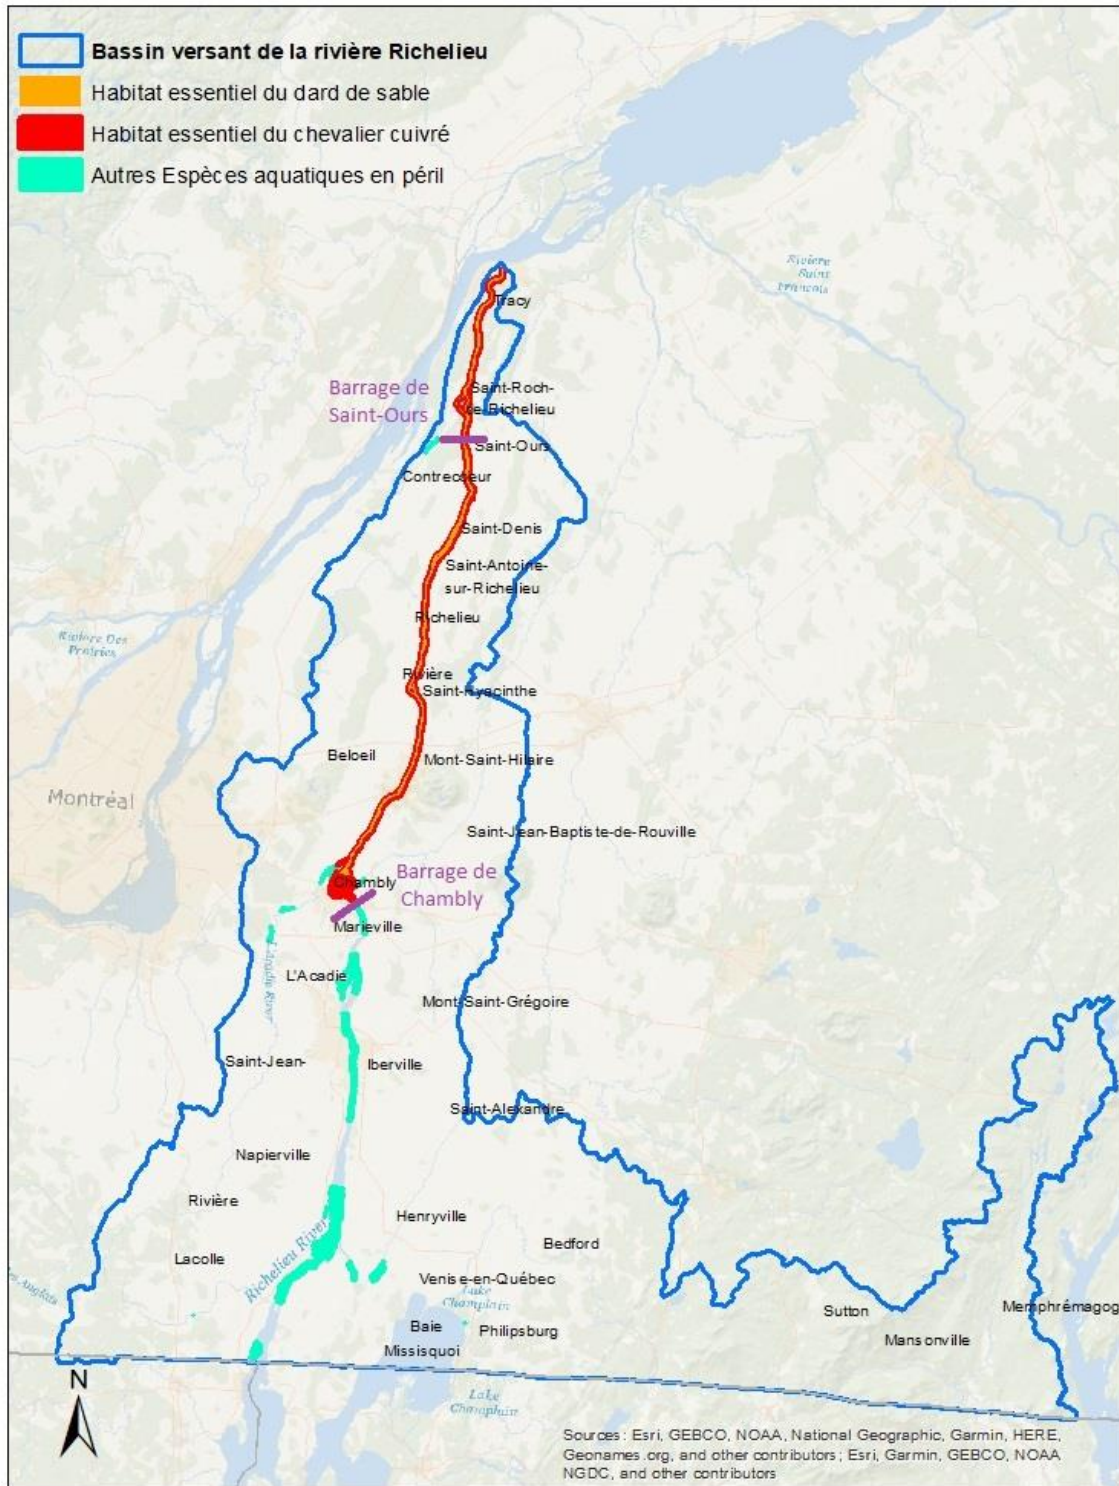 Bassin versant de la rivière Richelieu
Habitat essentiel du dard de sable
Habitat essentiel du chevalier cuivré
Autres Espèces aquatiques en péril
Rivière
Saint
François
Tracy
Barrage de
Saint-Ours
Saint-Roch-
de-Richelieu
Saint-Ours
Contrecoeur
Saint-Denis
Saint-Antoine-
sur-Richelieu
Richelieu
Rivière Des
Prairies
Rivière
Saint-Hyacinthe
Beloeil
Mont-Saint-Hilaire
Montréal
Saint-Jean-Baptiste-de-Rouville
Barrage de
Chambly
Chambly
Marieville
L'Acadie River
L'Acadie
Mont-Saint-Grégoire
Saint-Jean-
Iberville
Saint-Alexandre
Napierville
Rivière
Henryville
Richelieu River
Bedford
Lacolle
Venise-en-Québec
Anglais
Lake
Champlain
Baie
Missisquoi
Philipsburg
Sutton
Memphrémagog
Mansonville
N
Lake
Champlain
Sources: Esri, GEBCO, NOAA, National Geographic, Garmin, HERE,
Geonames.org, and other contributors; Esri, Garmin, GEBCO, NOAA
NGDC, and other contributors